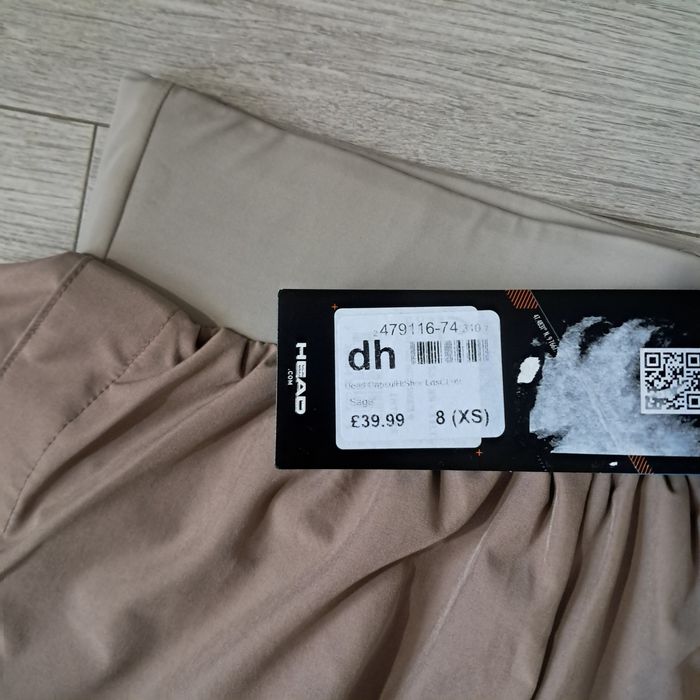 479116-74
dh
Sage
£39.99 8 (XS)
HEAD
.COM